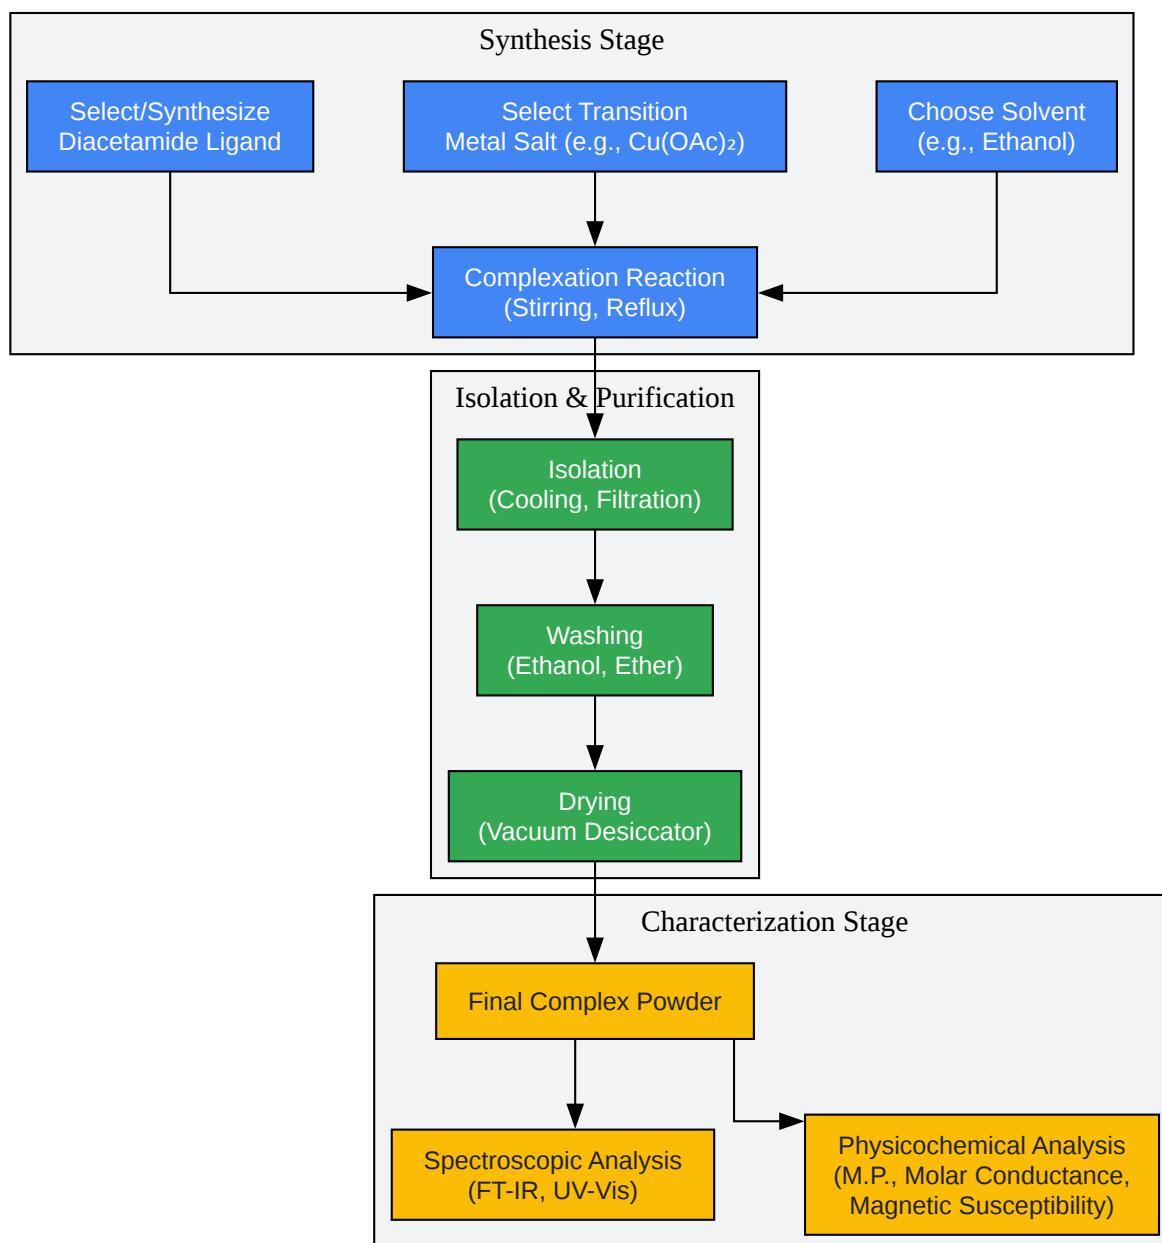 Synthesis Stage
Select/Synthesize
Diacetamide Ligand
Select Transition
Metal Salt (e.g., Cu(OAc)₂)
Choose Solvent
(e.g., Ethanol)
Complexation Reaction
(Stirring, Reflux)
Isolation & Purification
Isolation
(Cooling, Filtration)
Washing
(Ethanol, Ether)
Drying
(Vacuum Desiccator)
Characterization Stage
Final Complex Powder
Spectroscopic Analysis
(FT-IR, UV-Vis)
Physicochemical Analysis
(M.P., Molar Conductance,
Magnetic Susceptibility)